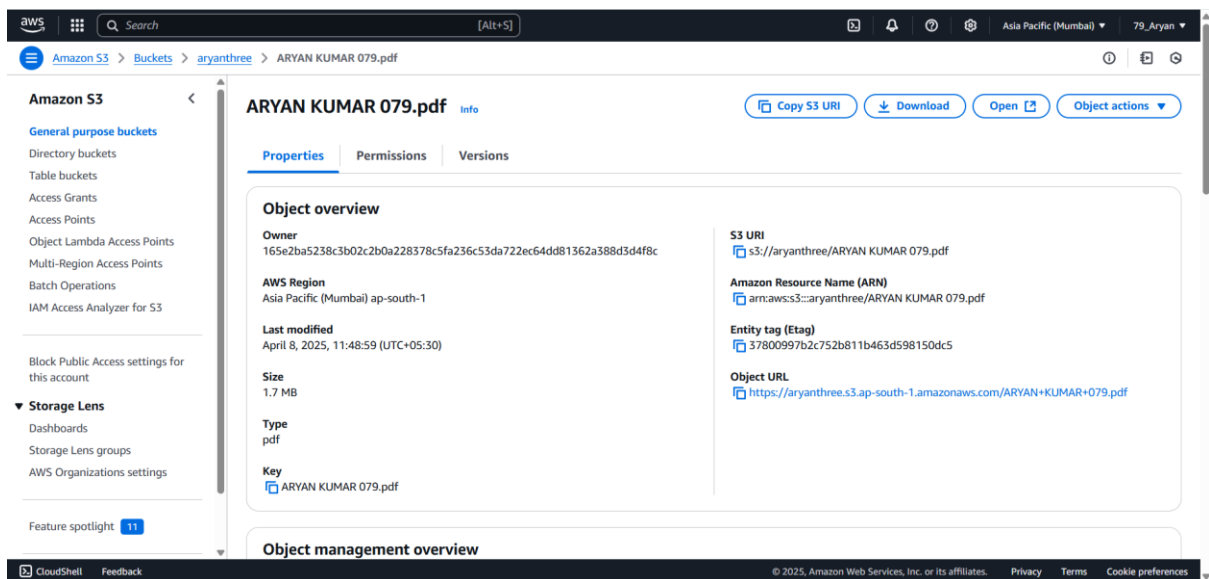 aws
Search
[Alt+S]
Asia Pacific (Mumbai) ▼
79_Aryan ▼
Amazon S3 > Buckets > aryanthree > ARYAN KUMAR 079.pdf
Amazon S3
General purpose buckets
Directory buckets
Table buckets
Access Grants
Access Points
Object Lambda Access Points
Multi-Region Access Points
Batch Operations
IAM Access Analyzer for S3
Block Public Access settings for
this account
▼ Storage Lens
Dashboards
Storage Lens groups
AWS Organizations settings
Feature spotlight 11
ARYAN KUMAR 079.pdf Info
Copy S3 URI
Download
Open
Object actions ▼
Properties
Permissions
Versions
Object overview
Owner
165e2ba5238c3b02c2b0a228378c5fa236c53da722ec64dd81362a388d3d4f8c
AWS Region
Asia Pacific (Mumbai) ap-south-1
Last modified
April 8, 2025, 11:48:59 (UTC+05:30)
Size
1.7 MB
Type
pdf
Key
ARYAN KUMAR 079.pdf
S3 URI
s3://aryanthree/ARYAN KUMAR 079.pdf
Amazon Resource Name (ARN)
arn:aws:s3:::aryanthree/ARYAN KUMAR 079.pdf
Entity tag (Etag)
37800997b2c752b811b463d598150dc5
Object URL
https://aryanthree.s3.ap-south-1.amazonaws.com/ARYAN+KUMAR+079.pdf
Object management overview
CloudShell
Feedback
© 2025, Amazon Web Services, Inc. or its affiliates.
Privacy
Terms
Cookie preferences